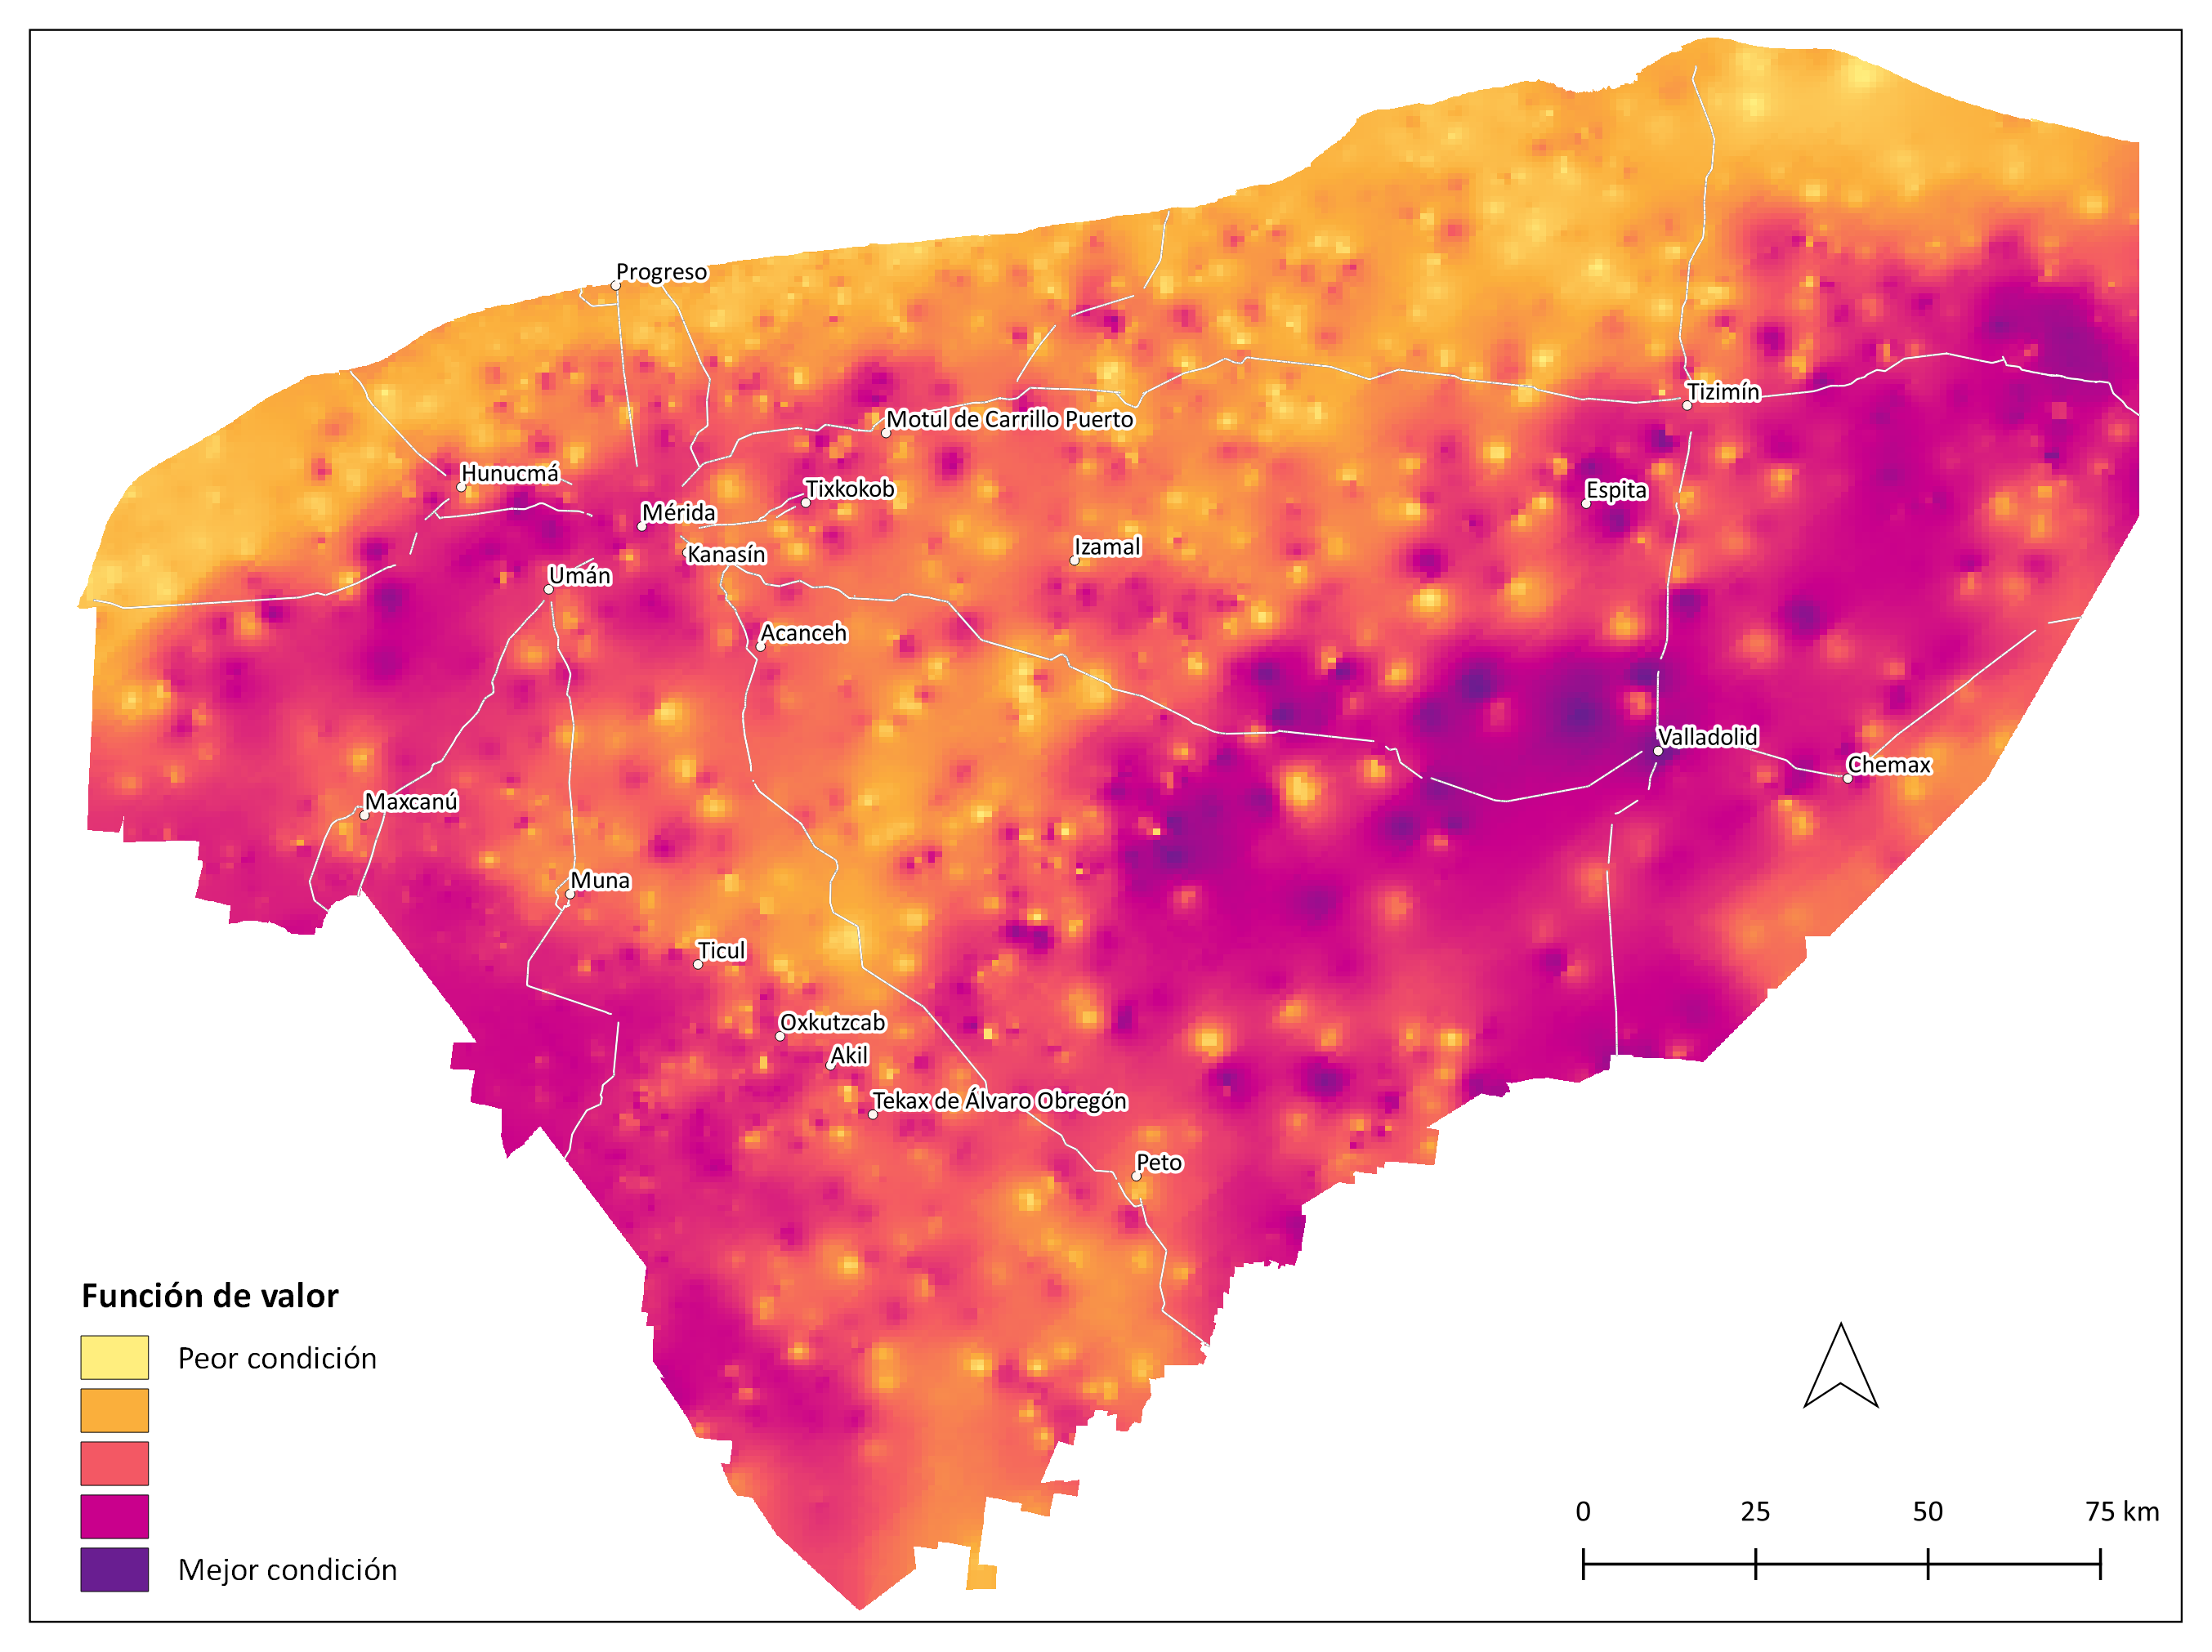 Progreso
Tizimín
Motul de Carrillo Puerto
Hunucmá
Tixkokob
Espita
Mérida
Izamal
Kanasín
Umán
Acanceh
Valladolid
Chemax
Maxcanú
Muna
Ticul
Oxkutzcab
Akil
Tekax de Álvaro Obregón
Peto
Función de valor
Peor condición
Mejor condición
0 25 50 75 km